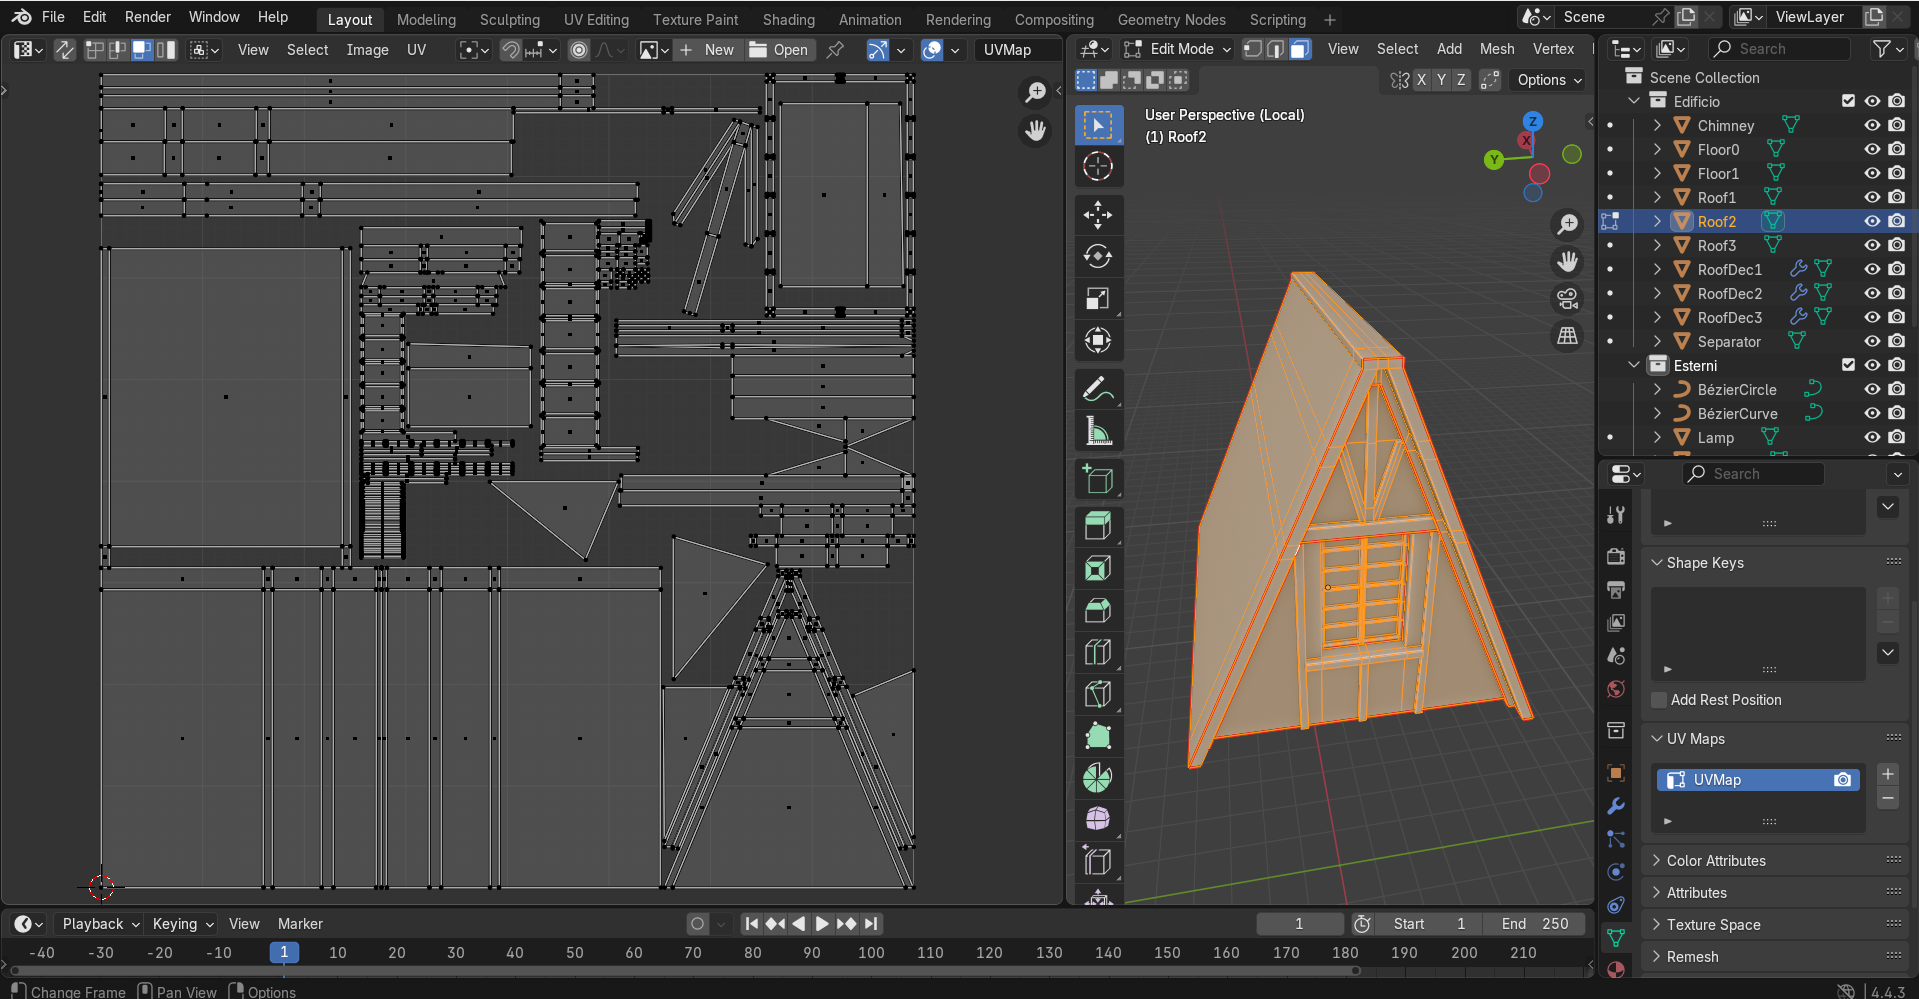 File Edit Render Window Help Layout Modeling Sculpting UV Editing Texture Paint Shading Animation Rendering Compositing Geometry Nodes Scripting + Scene ViewLayer
View Select Image UV New Open UVMap Edit Mode View Select Add Mesh Vertex Search
X Y Z Options
Scene Collection
Edificio
Chimney
Floor0
Floor1
Roof1
Roof2
Roof3
RoofDec1
RoofDec2
RoofDec3
Separator
Esterni
BézierCircle
BézierCurve
Lamp
User Perspective (Local)
(1) Roof2
Z
X
Y
Search
Shape Keys
Add Rest Position
UV Maps
UVMap
Color Attributes
Attributes
Texture Space
Remesh
Playback Keying View Marker 1 Start 1 End 250
-40 -30 -20 -10 1 10 20 30 40 50 60 70 80 90 100 110 120 130 140 150 160 170 180 190 200 210
Change Frame Pan View Options 4.4.3